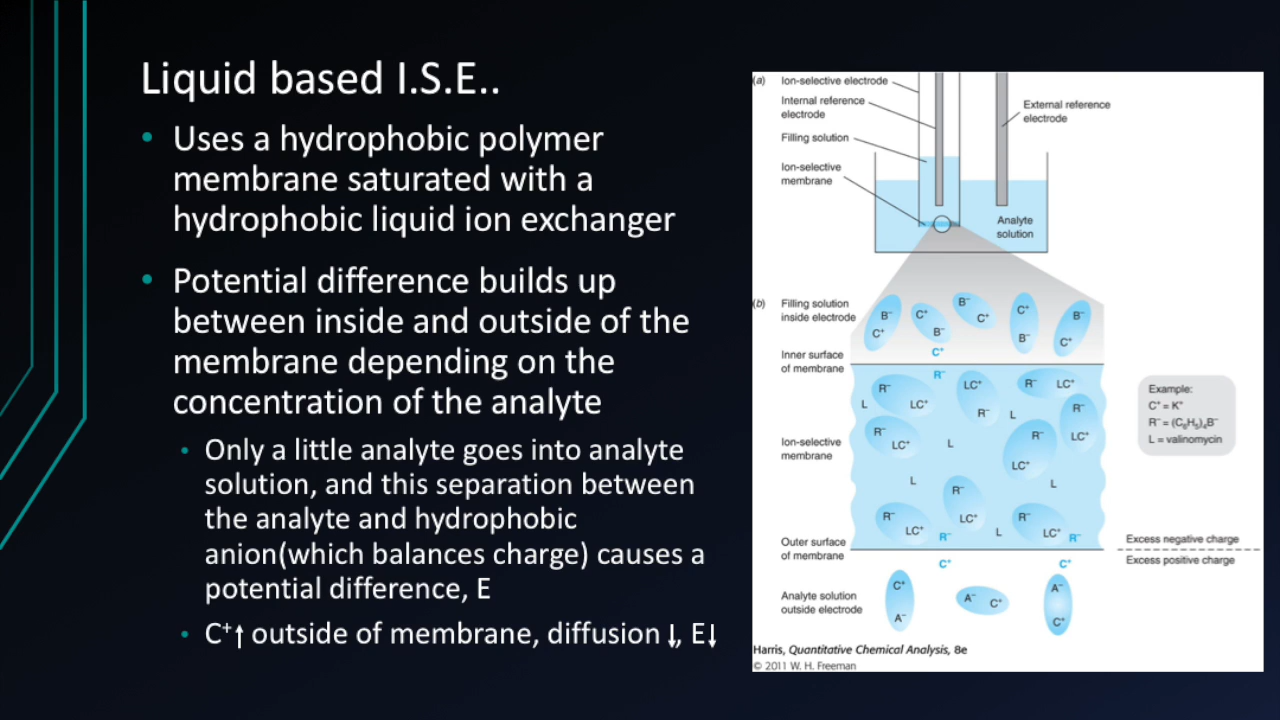 Liquid based I.S.E..
• Uses a hydrophobic polymer
membrane saturated with a
hydrophobic liquid ion exchanger
• Potential difference builds up
between inside and outside of the
membrane depending on the
concentration of the analyte
• Only a little analyte goes into analyte
solution, and this separation between
the analyte and hydrophobic
anion(which balances charge) causes a
potential difference, E
• C⁺↑ outside of membrane, diffusion ↓, E↓
(a)
Ion-selective electrode
Internal reference
electrode
Filling solution
Ion-selective
membrane
External reference
electrode
Analyte
solution
(b)
Filling solution
inside electrode
B⁻
C⁺
C⁺
B⁻
B⁻
C⁺
C⁺
B⁻
B⁻
C⁺
C⁺
Inner surface
of membrane
R⁻
R⁻
LC⁺
L
LC⁺
R⁻
R⁻
LC⁺
L
R⁻
LC⁺
Ion-selective
membrane
R⁻
LC⁺
L
R⁻
LC⁺
L
L
R⁻
LC⁺
R⁻
LC⁺
R⁻
L
R⁻
LC⁺
R⁻
Example:
C⁺ = K⁺
R⁻ = (C₆H₅)₄B⁻
L = valinomycin
Outer surface
of membrane
Excess negative charge
Excess positive charge
C⁺
C⁺
Analyte solution
outside electrode
C⁺
A⁻
A⁻
C⁺
A⁻
C⁺
Harris, Quantitative Chemical Analysis, 8e
© 2011 W. H. Freeman